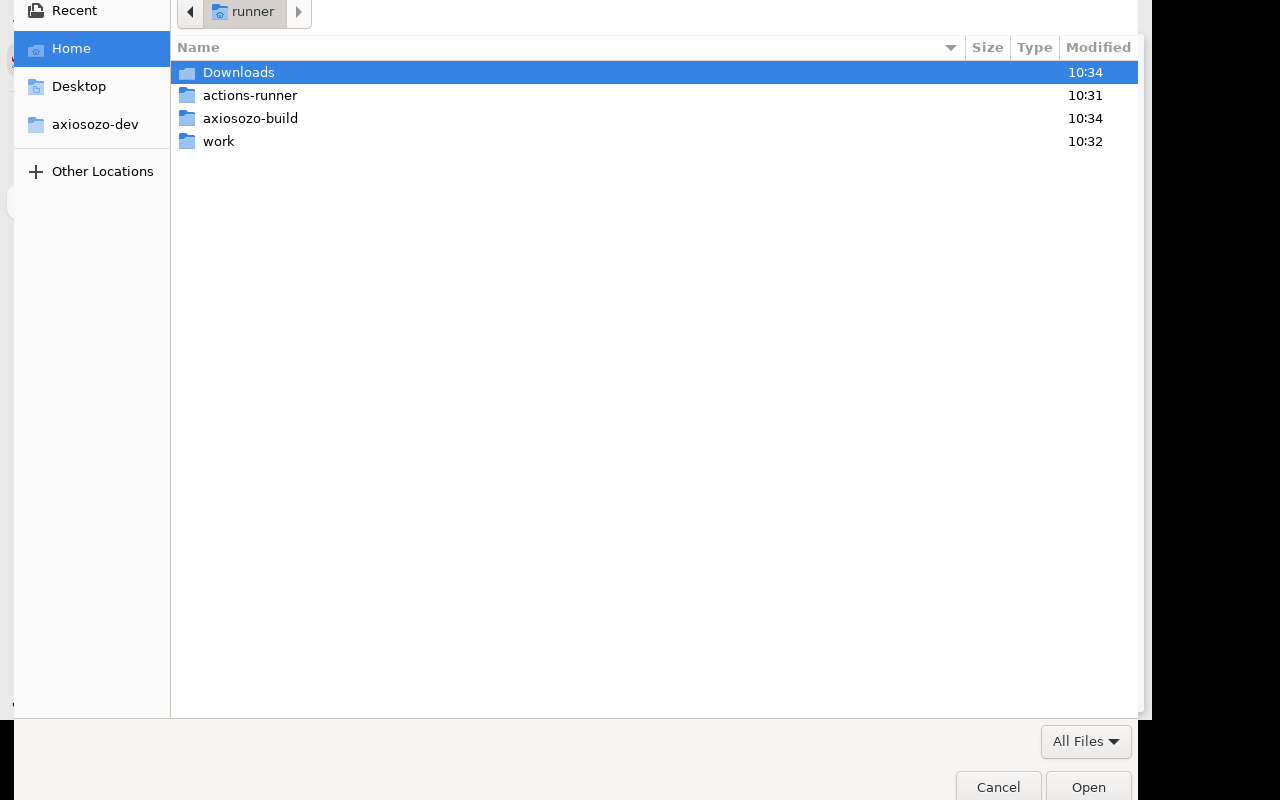 Recent
runner
Home
Desktop
axiosozo-dev
Other Locations
Name Size Type Modified
Downloads 10:34
actions-runner 10:31
axiosozo-build 10:34
work 10:32
All Files
Cancel Open